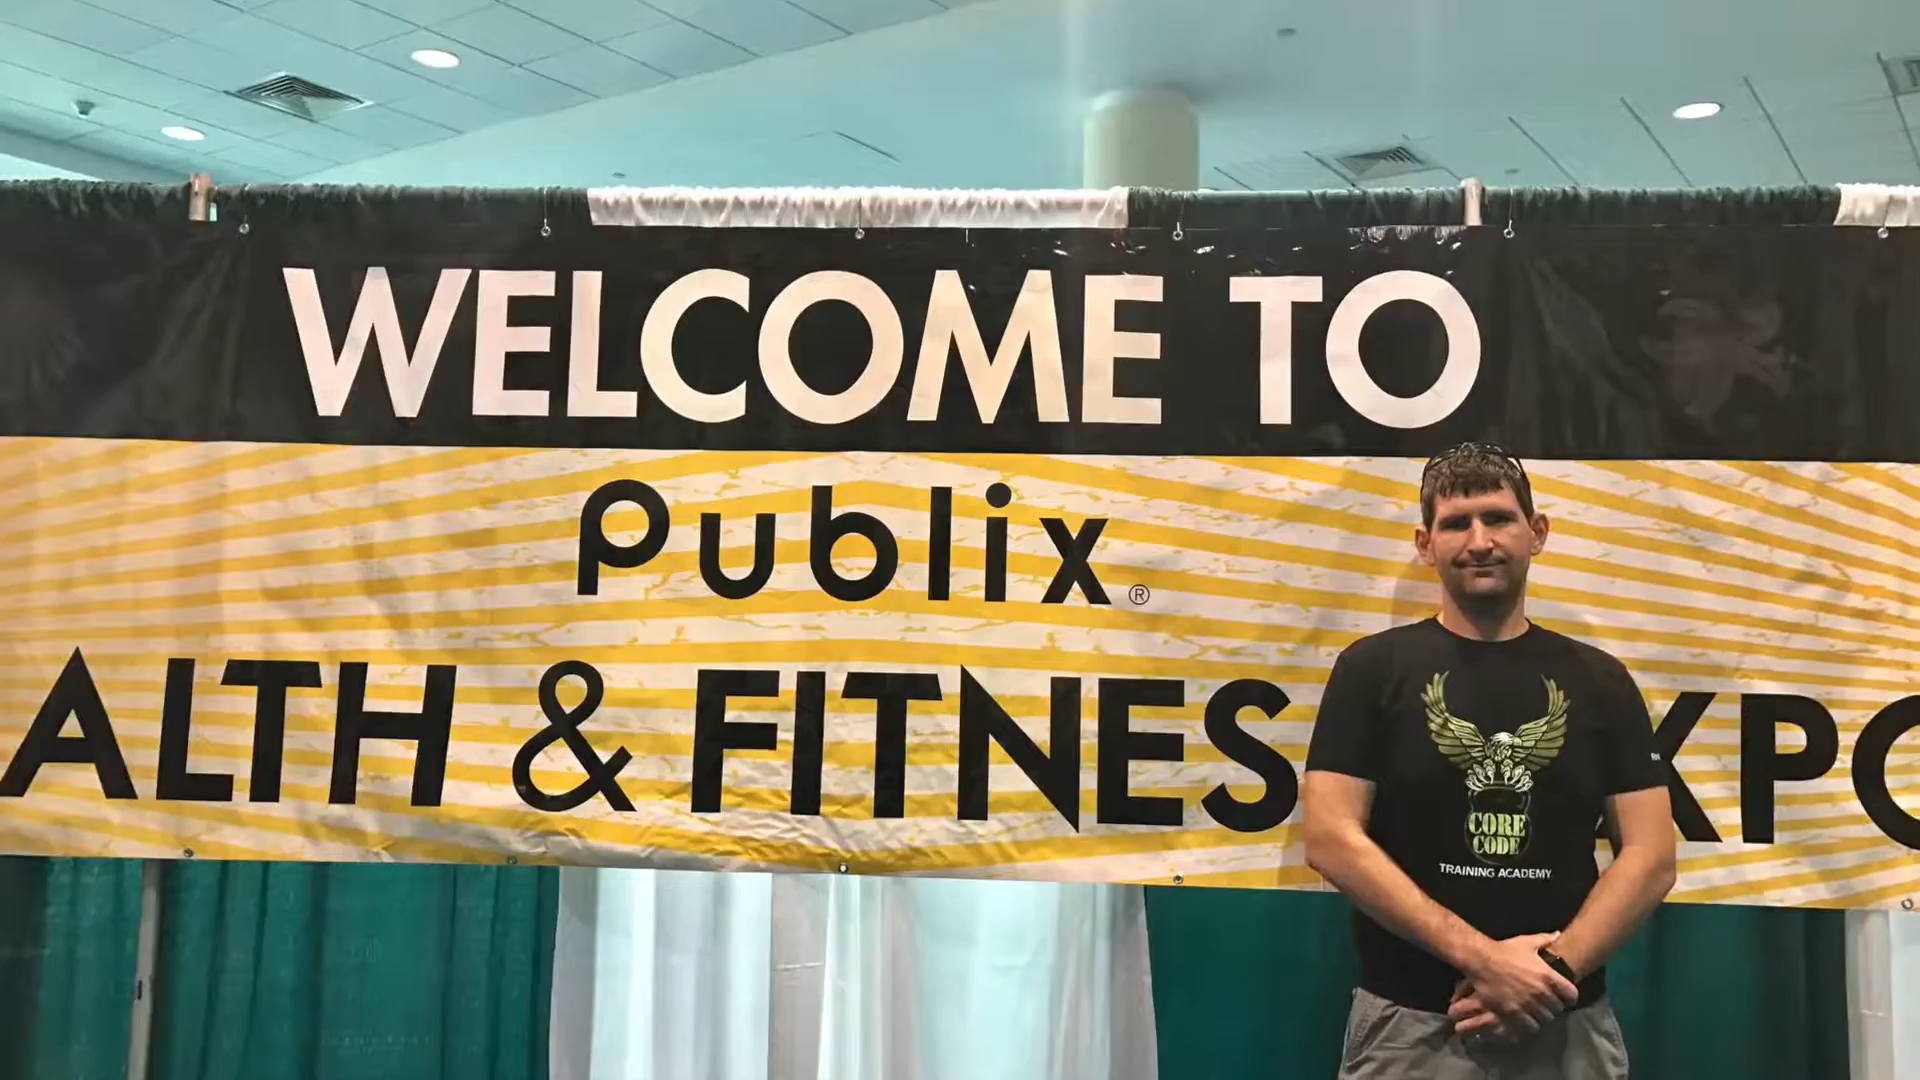 WELCOME TO
Publix®
ALTH & FITNES XPO
CORE
CODE
TRAINING ACADEMY